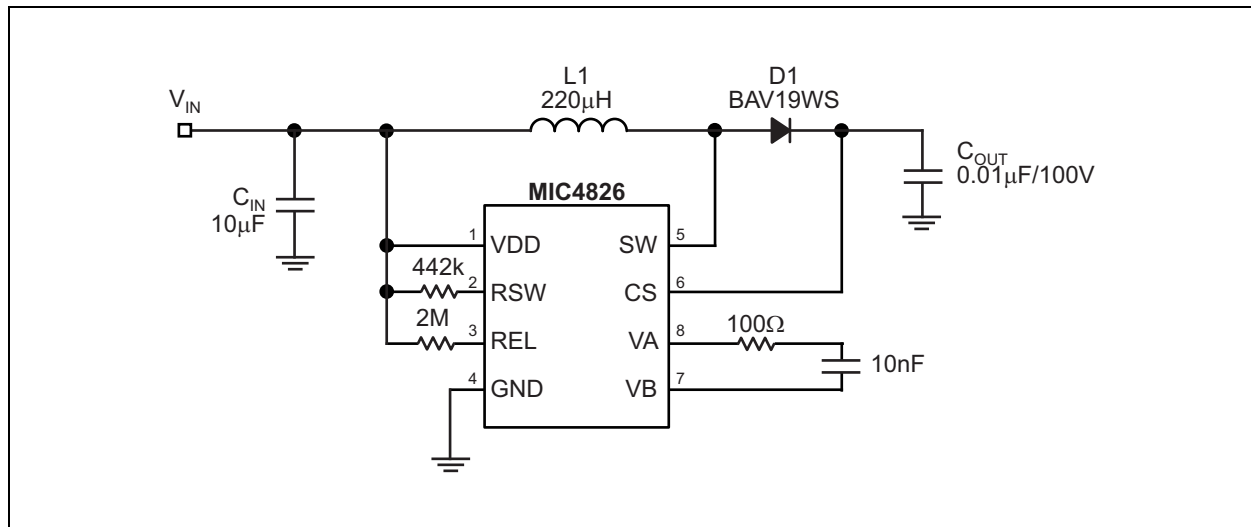 V_IN
L1
220μH
D1
BAV19WS
C_OUT
0.01μF/100V
C_IN
10μF
MIC4826
1 VDD
SW 5
442k
2 RSW
CS 6
2M
3 REL
VA 8
100Ω
10nF
4 GND
VB 7